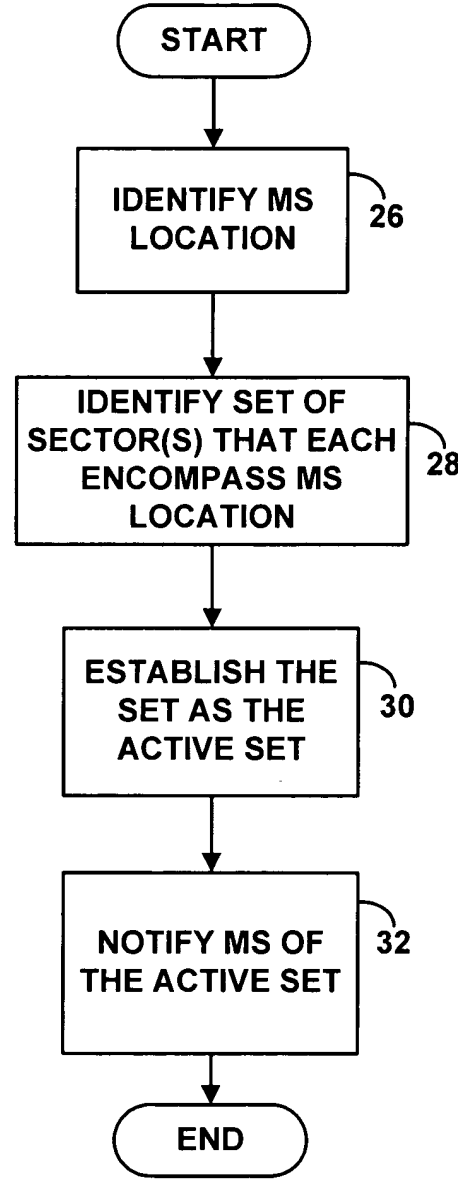 START
IDENTIFY MS
LOCATION
26
IDENTIFY SET OF
SECTOR(S) THAT EACH
ENCOMPASS MS
LOCATION
28
ESTABLISH THE
SET AS THE
ACTIVE SET
30
NOTIFY MS OF
THE ACTIVE SET
32
END